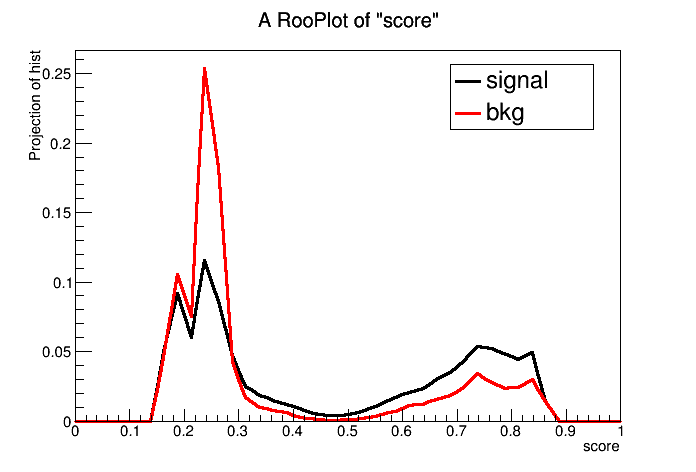 A RooPlot of "score"
Projection of hist
0.25
0.2
0.15
0.1
0.05
0
signal
bkg
0 0.1 0.2 0.3 0.4 0.5 0.6 0.7 0.8 0.9 1
score